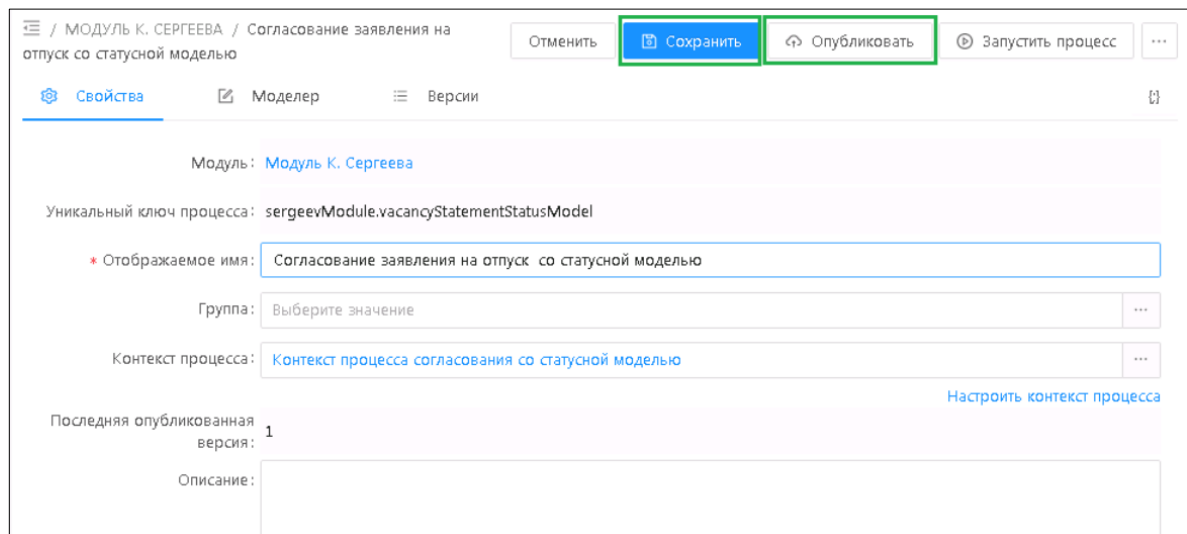 / МОДУЛЬ К. СЕРГЕЕВА / Согласование заявления на
отпуск со статусной моделью
Отменить
Сохранить
Опубликовать
Запустить процесс
...
Свойства
Моделер
Версии
{;}
Модуль: Модуль К. Сергеева
Уникальный ключ процесса: sergeevModule.vacancyStatementStatusModel
* Отображаемое имя: Согласование заявления на отпуск  со статусной моделью
Группа: Выберите значение ...
Контекст процесса: Контекст процесса согласования со статусной моделью ...
Настроить контекст процесса
Последняя опубликованная
версия: 1
Описание: